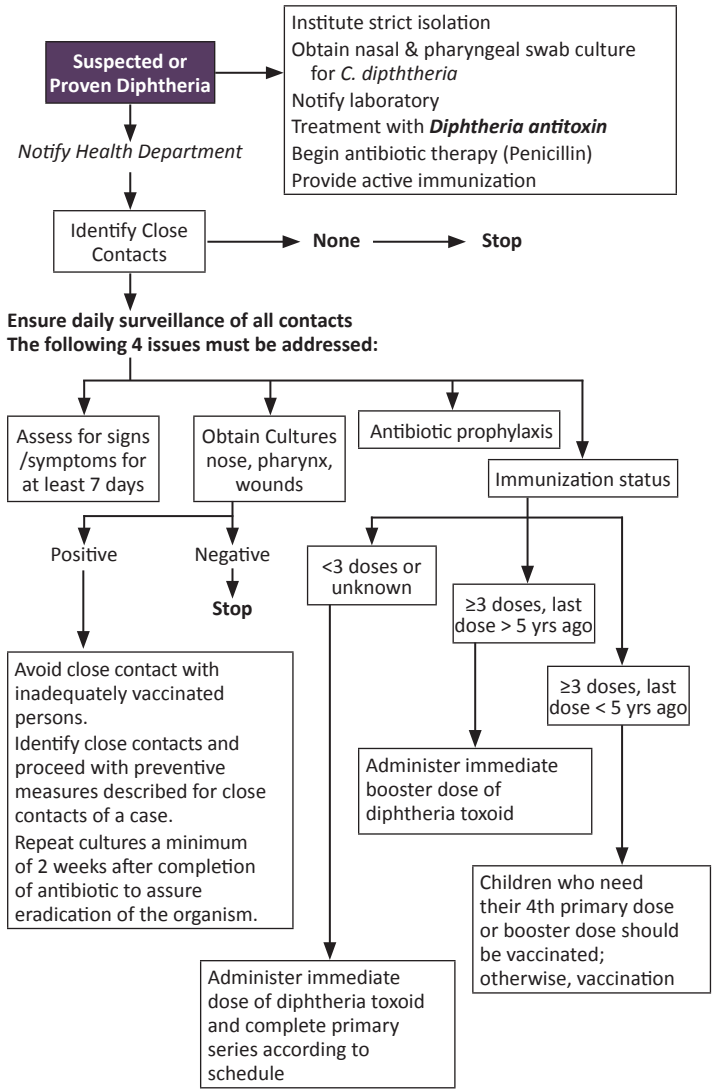 Suspected or
Proven Diphtheria
Institute strict isolation
Obtain nasal & pharyngeal swab culture
for C. dipththeria
Notify laboratory
Treatment with Diphtheria antitoxin
Begin antibiotic therapy (Penicillin)
Provide active immunization
Notify Health Department
Identify Close
Contacts
None
Stop
Ensure daily surveillance of all contacts
The following 4 issues must be addressed:
Assess for signs
/symptoms for
at least 7 days
Obtain Cultures
nose, pharynx,
wounds
Antibiotic prophylaxis
Immunization status
Positive
Negative
Stop
<3 doses or
unknown
≥3 doses, last
dose > 5 yrs ago
≥3 doses, last
dose < 5 yrs ago
Avoid close contact with
inadequately vaccinated
persons.
Identify close contacts and
proceed with preventive
measures described for close
contacts of a case.
Repeat cultures a minimum
of 2 weeks after completion
of antibiotic to assure
eradication of the organism.
Administer immediate
booster dose of
diphtheria toxoid
Children who need
their 4th primary dose
or booster dose should
be vaccinated;
otherwise, vaccination
Administer immediate
dose of diphtheria toxoid
and complete primary
series according to
schedule